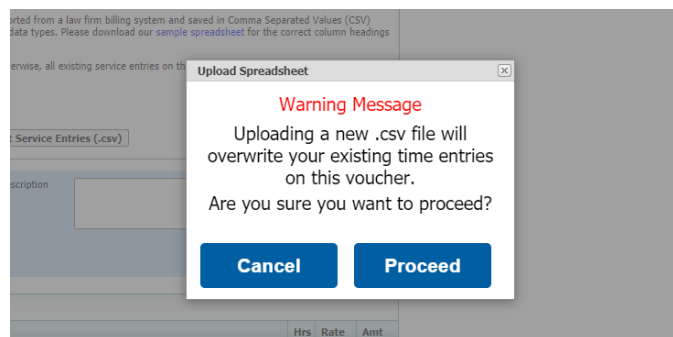 orted from a law firm billing system and saved in Comma Separated Values (CSV)
data types. Please download our sample spreadsheet for the correct column headings
erwise, all existing service entries on th
Upload Spreadsheet
Warning Message
Uploading a new .csv file will
overwrite your existing time entries
on this voucher.
Are you sure you want to proceed?
Cancel Proceed
t Service Entries (.csv)
scription
Hrs Rate Amt